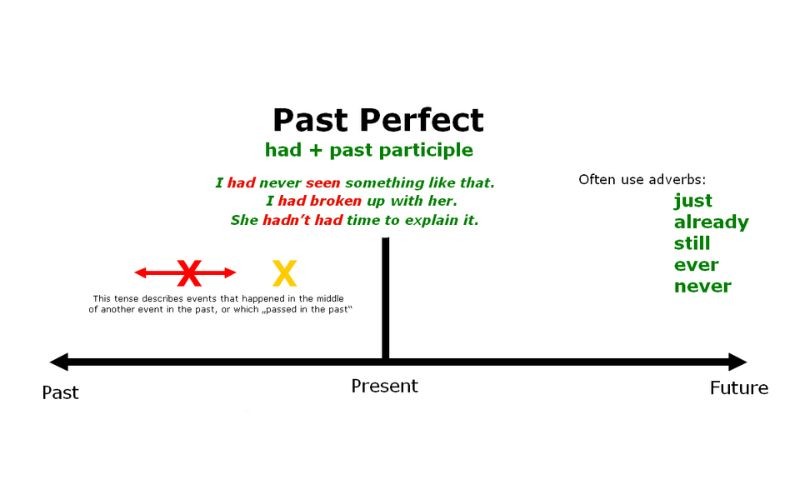 Past Perfect
had + past participle
I had never seen something like that.
I had broken up with her.
She hadn't had time to explain it.
Often use adverbs:
just
already
still
ever
never
X X
This tense describes events that happened in the middle
of another event in the past, or which „passed in the past“
Past
Present
Future